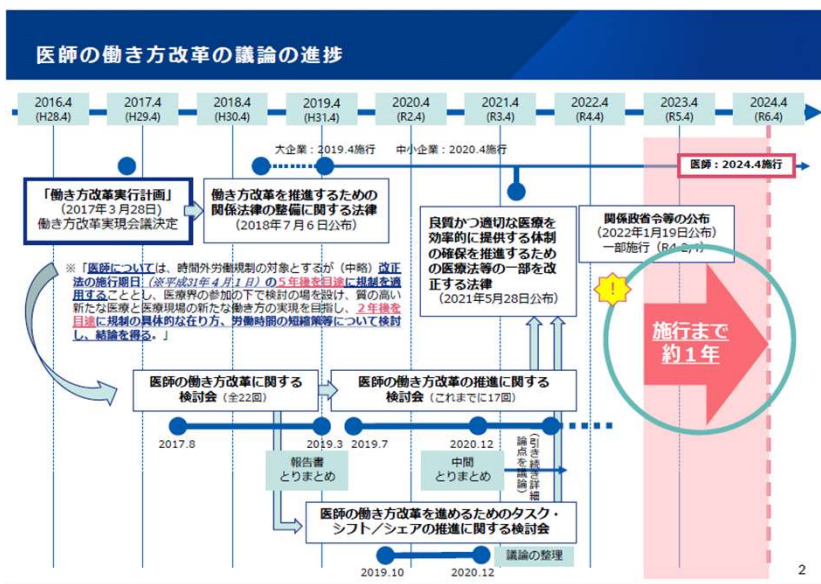 医師の働き方改革の議論の進捗
2016.4
(H28.4)
2017.4
(H29.4)
2018.4
(H30.4)
2019.4
(H31.4)
2020.4
(R2.4)
2021.4
(R3.4)
2022.4
(R4.4)
2023.4
(R5.4)
2024.4
(R6.4)
大企業：2019.4施行　中小企業：2020.4施行
医師：2024.4施行
「働き方改革実行計画」
（2017年３月28日)
働き方改革実現会議決定
働き方改革を推進するための
関係法律の整備に関する法律
（2018年７月６日公布）
良質かつ適切な医療を
効率的に提供する体制
の確保を推進するため
の医療法等の一部を改
正する法律
（2021年5月28日公布）
関係政省令等の公布
（2022年1月19日公布）
一部施行（R4.2,4）
※「医師については、時間外労働規制の対象とするが（中略）改正
法の施行期日（※平成31年４月１日）の５年後を目途に規制を適
用することとし、医療界の参加の下で検討の場を設け、質の高い
新たな医療と医療現場の新たな働き方の実現を目指し、２年後を
目途に規制の具体的な在り方、労働時間の短縮策等について検討
し、結論を得る。」
！
施行まで
約１年
医師の働き方改革に関する
検討会（全22回）
医師の働き方改革の推進に関する
検討会（これまでに17回）
2017.8
2019.3
2019.7
2020.12
報告書
とりまとめ
中間
とりまとめ
（引き続き詳細
論点を議論）
医師の働き方改革を進めるためのタスク・
シフト／シェアの推進に関する検討会
2019.10
2020.12
議論の整理
2